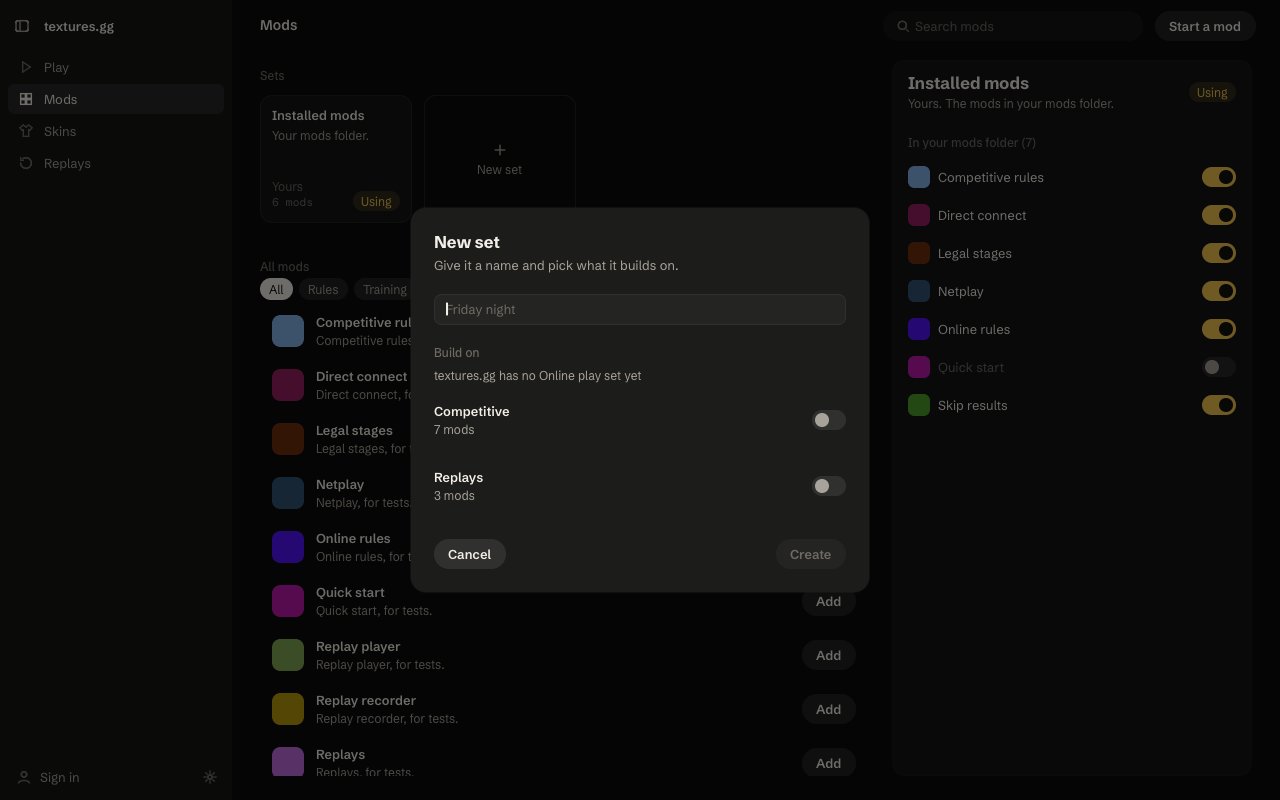 textures.gg
Mods
Search mods
Start a mod
Play
Mods
Skins
Replays
Sign in
Sets
Installed mods
Your mods folder.
Yours
6 mods
Using
New set
All mods
All
Rules
Training
Competitive rul
Competitive rules
Direct connect
Direct connect, fo
Legal stages
Legal stages, for t
Netplay
Netplay, for tests.
Online rules
Online rules, for t
Quick start
Quick start, for tests.
Add
Replay player
Replay player, for tests.
Add
Replay recorder
Replay recorder, for tests.
Add
Replays
Replays, for tests.
Add
New set
Give it a name and pick what it builds on.
Friday night
Build on
textures.gg has no Online play set yet
Competitive
7 mods
Replays
3 mods
Cancel
Create
Installed mods
Yours. The mods in your mods folder.
Using
In your mods folder (7)
Competitive rules
Direct connect
Legal stages
Netplay
Online rules
Quick start
Skip results